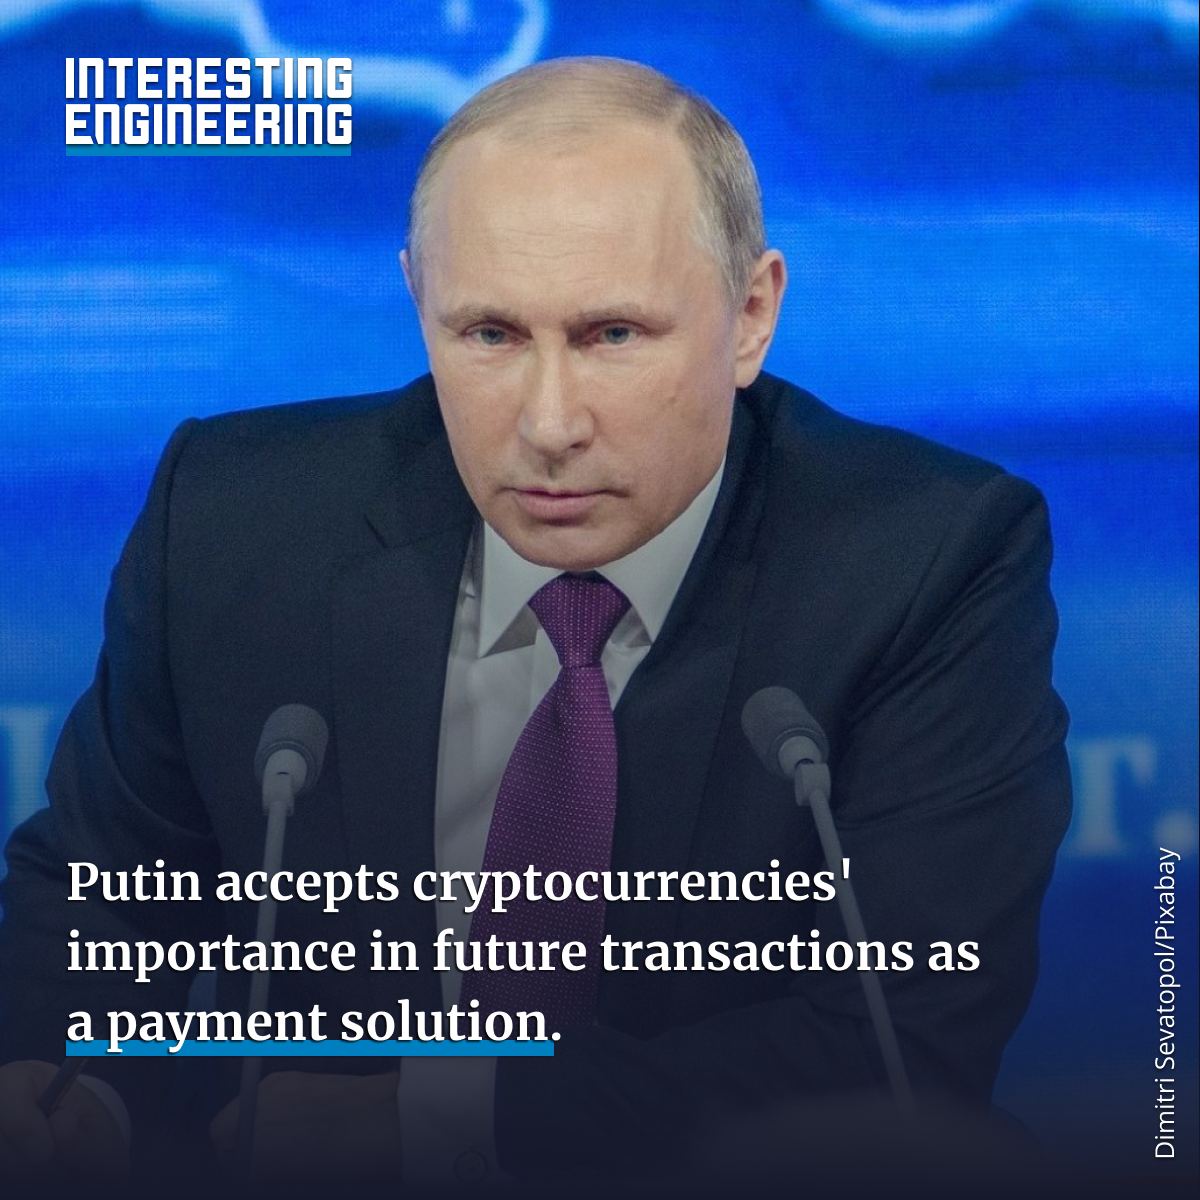 INTERESTING
ENGINEERING
Putin accepts cryptocurrencies'
importance in future transactions as
a payment solution.
Dimitri Sevatopol/Pixabay